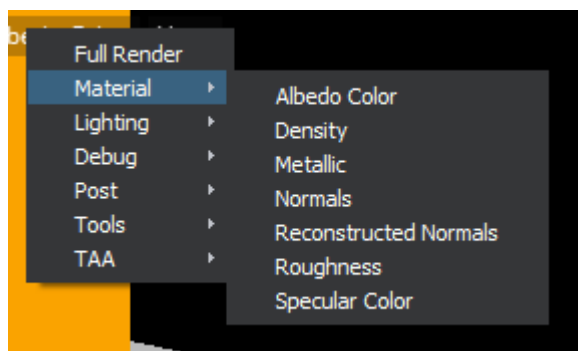 Full Render
Material
Lighting
Debug
Post
Tools
TAA
Albedo Color
Density
Metallic
Normals
Reconstructed Normals
Roughness
Specular Color